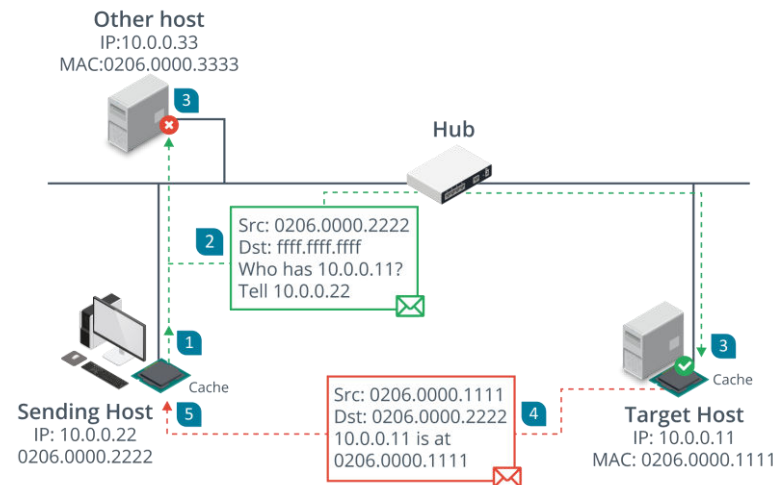 Other host
IP:10.0.0.33
MAC:0206.0000.3333
3
Hub
2
Src: 0206.0000.2222
Dst: ffff.ffff.ffff
Who has 10.0.0.11?
Tell 10.0.0.22
1
Cache
3
Cache
Sending Host
IP: 10.0.0.22
0206.0000.2222
5
Src: 0206.0000.1111
Dst: 0206.0000.2222
10.0.0.11 is at
0206.0000.1111
4
Target Host
IP: 10.0.0.11
MAC: 0206.0000.1111